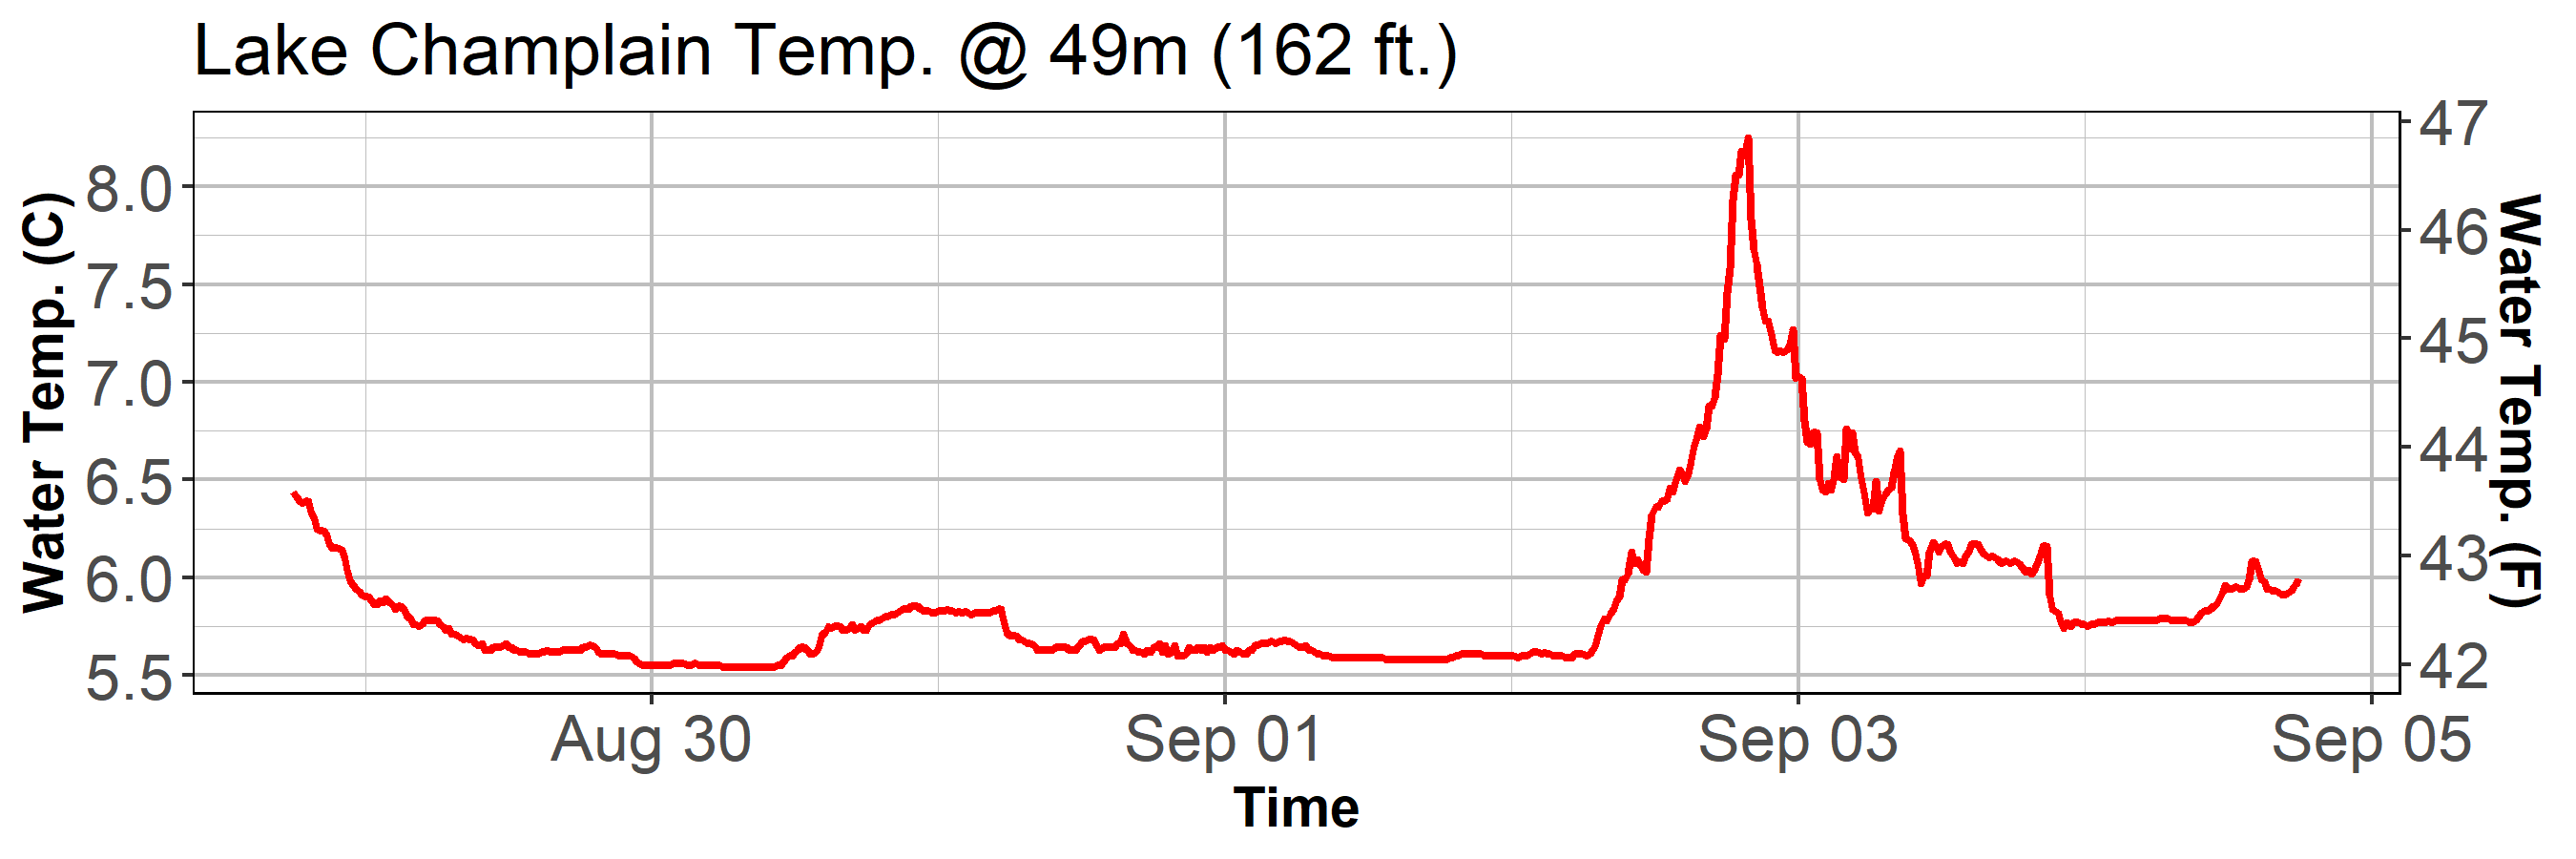 Lake Champlain Temp. @ 49m (162 ft.)
Water Temp. (C)
8.0
7.5
7.0
6.5
6.0
5.5
47
46
45
44
43
42
Water Temp. (F)
Aug 30
Sep 01
Sep 03
Sep 05
Time